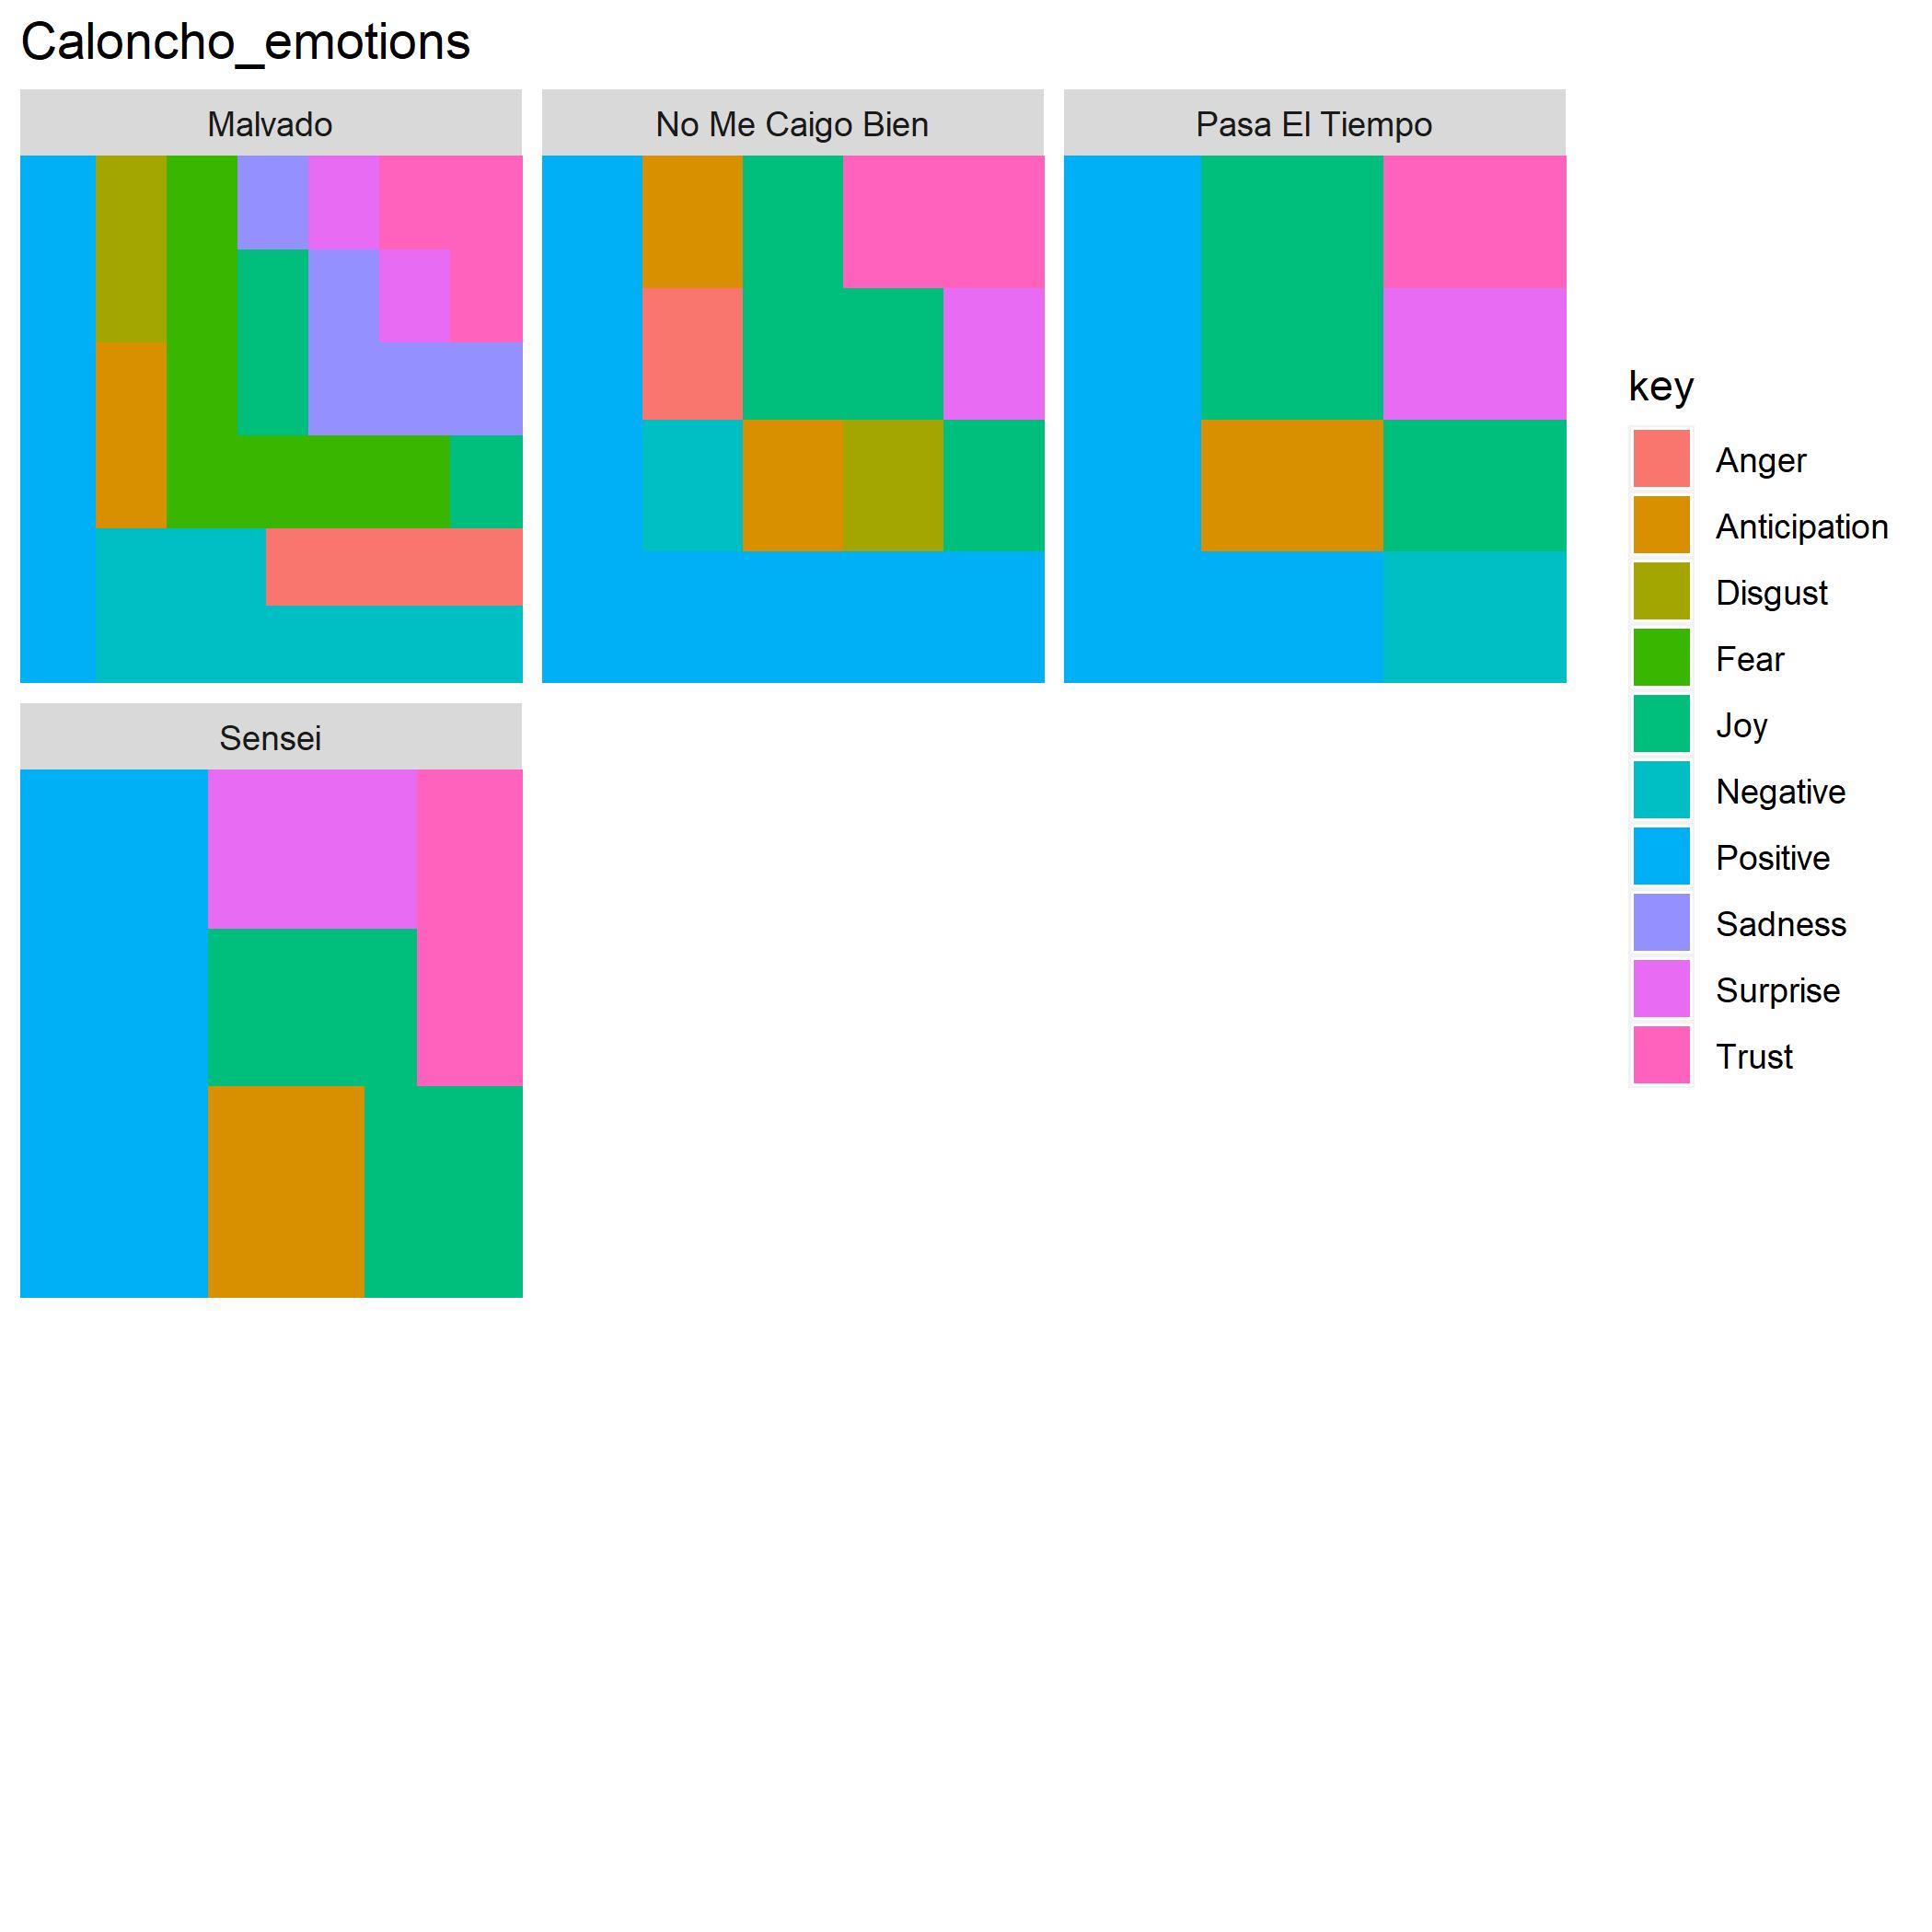 Caloncho_emotions
Malvado
No Me Caigo Bien
Pasa El Tiempo
Sensei
key
Anger
Anticipation
Disgust
Fear
Joy
Negative
Positive
Sadness
Surprise
Trust